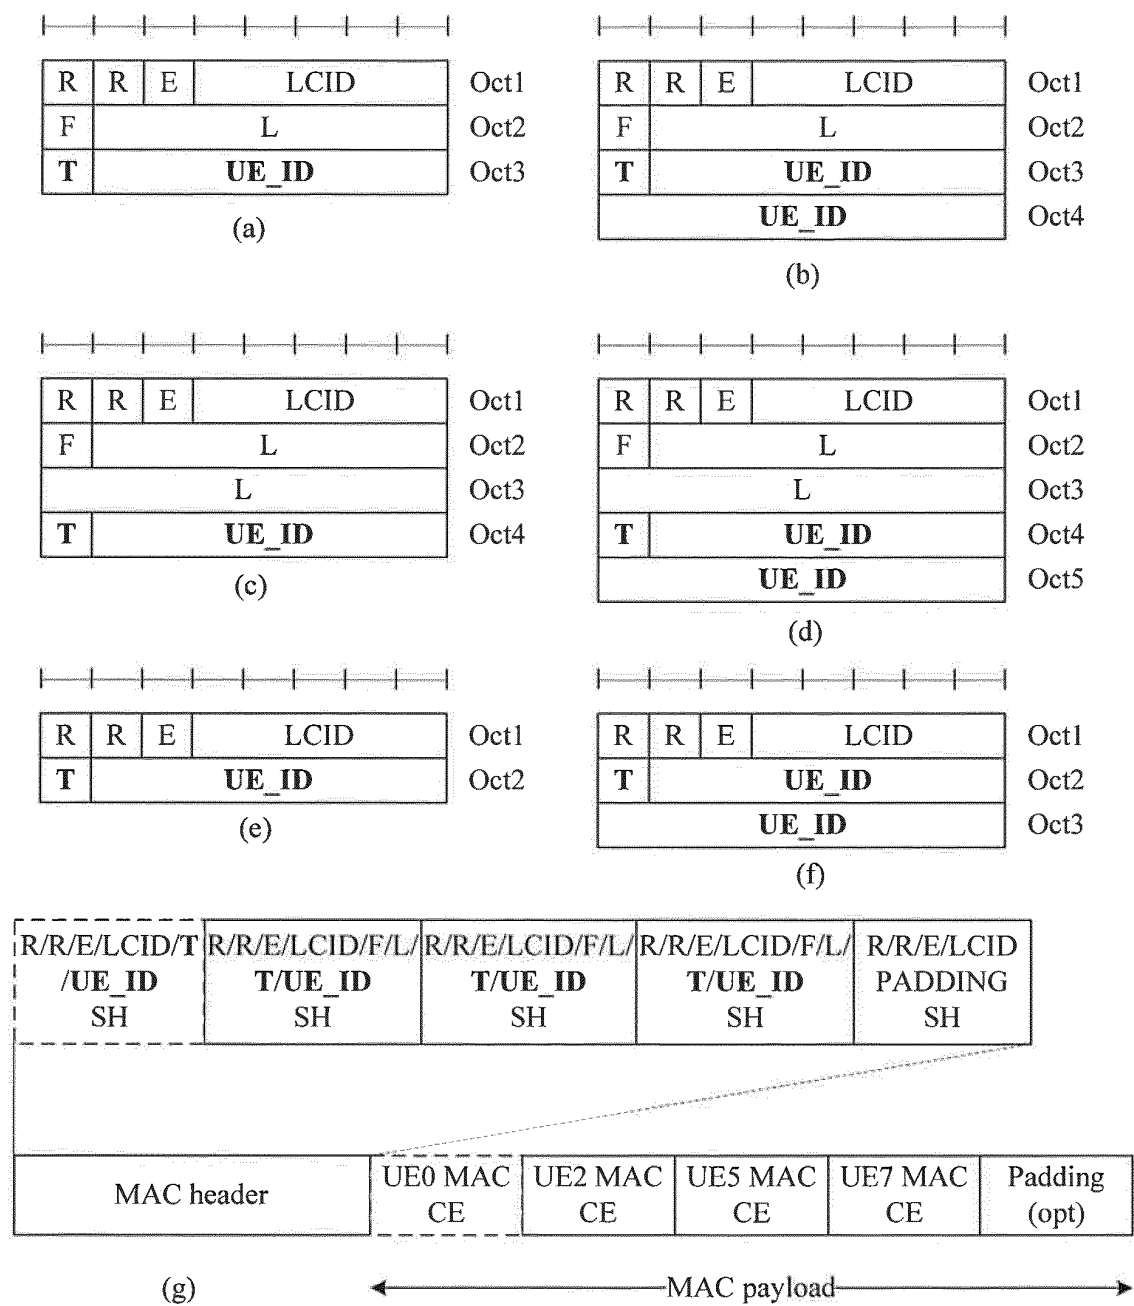 R R E LCID Oct1
F L Oct2
T UE_ID Oct3
(a)
R R E LCID Oct1
F L Oct2
T UE_ID Oct3
UE_ID Oct4
(b)
R R E LCID Oct1
F L Oct2
L Oct3
T UE_ID Oct4
(c)
R R E LCID Oct1
F L Oct2
L Oct3
T UE_ID Oct4
UE_ID Oct5
(d)
R R E LCID Oct1
T UE_ID Oct2
(e)
R R E LCID Oct1
T UE_ID Oct2
UE_ID Oct3
(f)
R/R/E/LCID/T
/UE_ID
SH
R/R/E/LCID/F/L/
T/UE_ID
SH
R/R/E/LCID/F/L/
T/UE_ID
SH
R/R/E/LCID/F/L/
T/UE_ID
SH
R/R/E/LCID
PADDING
SH
MAC header
UE0 MAC
CE
UE2 MAC
CE
UE5 MAC
CE
UE7 MAC
CE
Padding
(opt)
(g)
MAC payload